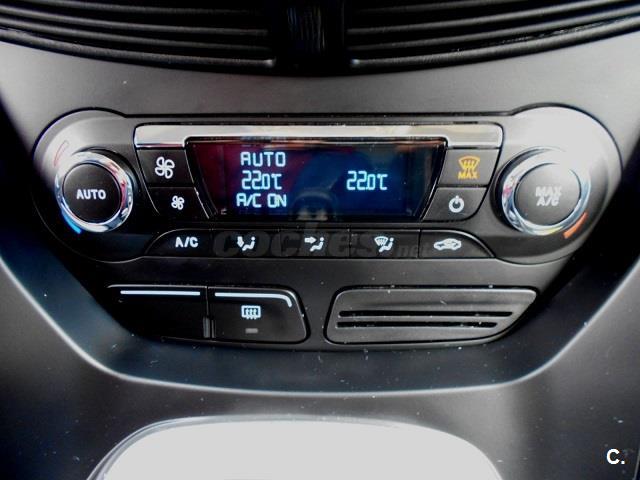 AUTO
22.0°C 22.0°C
A/C ON
AUTO
MAX
MAX A/C
A/C
coches.net
C.